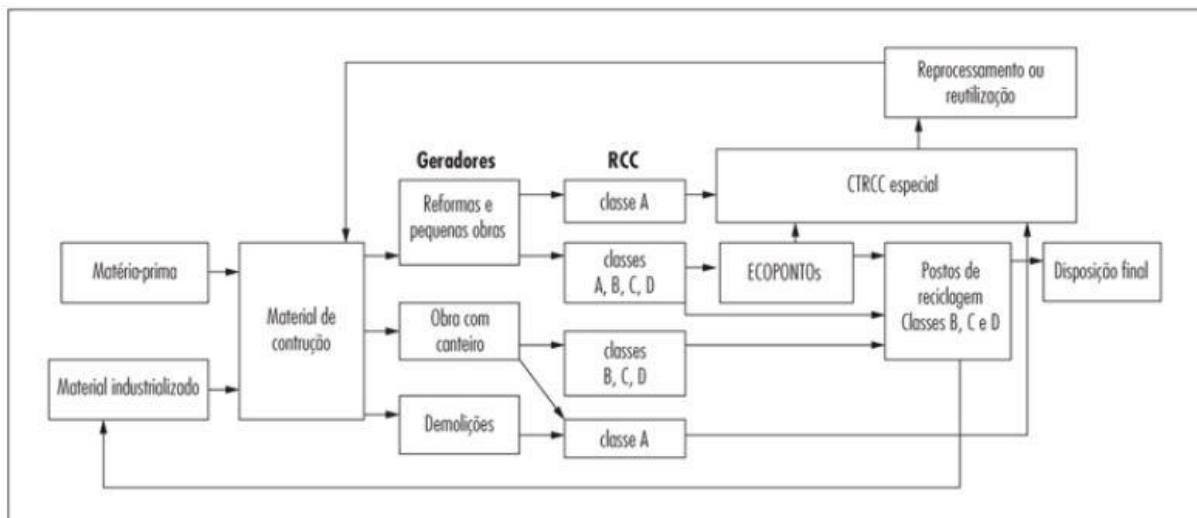 Reprocessamento ou
reutilização
Geradores
RCC
Reformas e
pequenas obras
classe A
CTRCC especial
Matéria-prima
Material de
contrução
classes
A, B, C, D
ECOPONTOs
Postos de
reciclagem
Classes B, C e D
Disposição final
Material industrializado
Obra com
canteiro
classes
B, C, D
Demolições
classe A